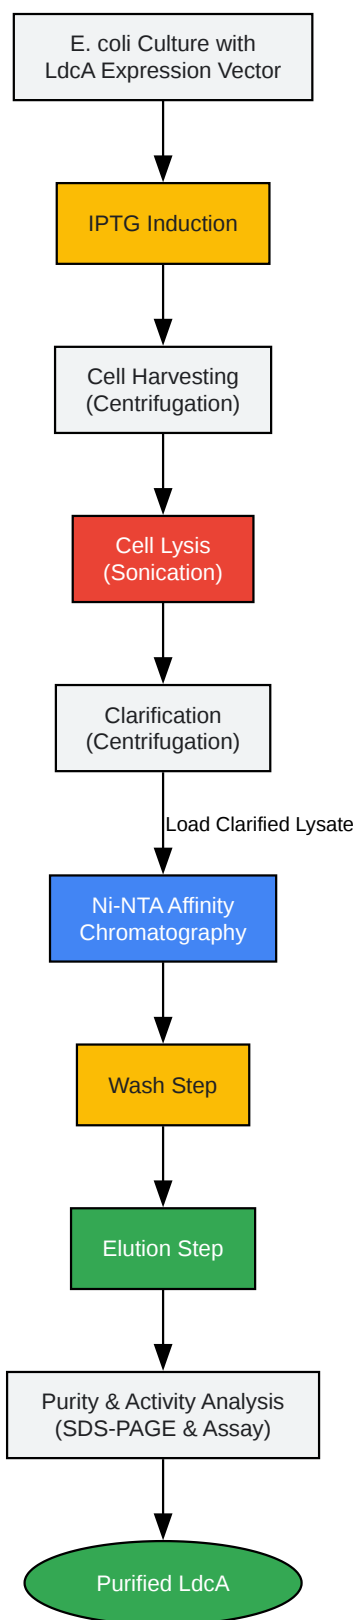 E. coli Culture with
LdcA Expression Vector
IPTG Induction
Cell Harvesting
(Centrifugation)
Cell Lysis
(Sonication)
Clarification
(Centrifugation)
Load Clarified Lysate
Ni-NTA Affinity
Chromatography
Wash Step
Elution Step
Purity & Activity Analysis
(SDS-PAGE & Assay)
Purified LdcA